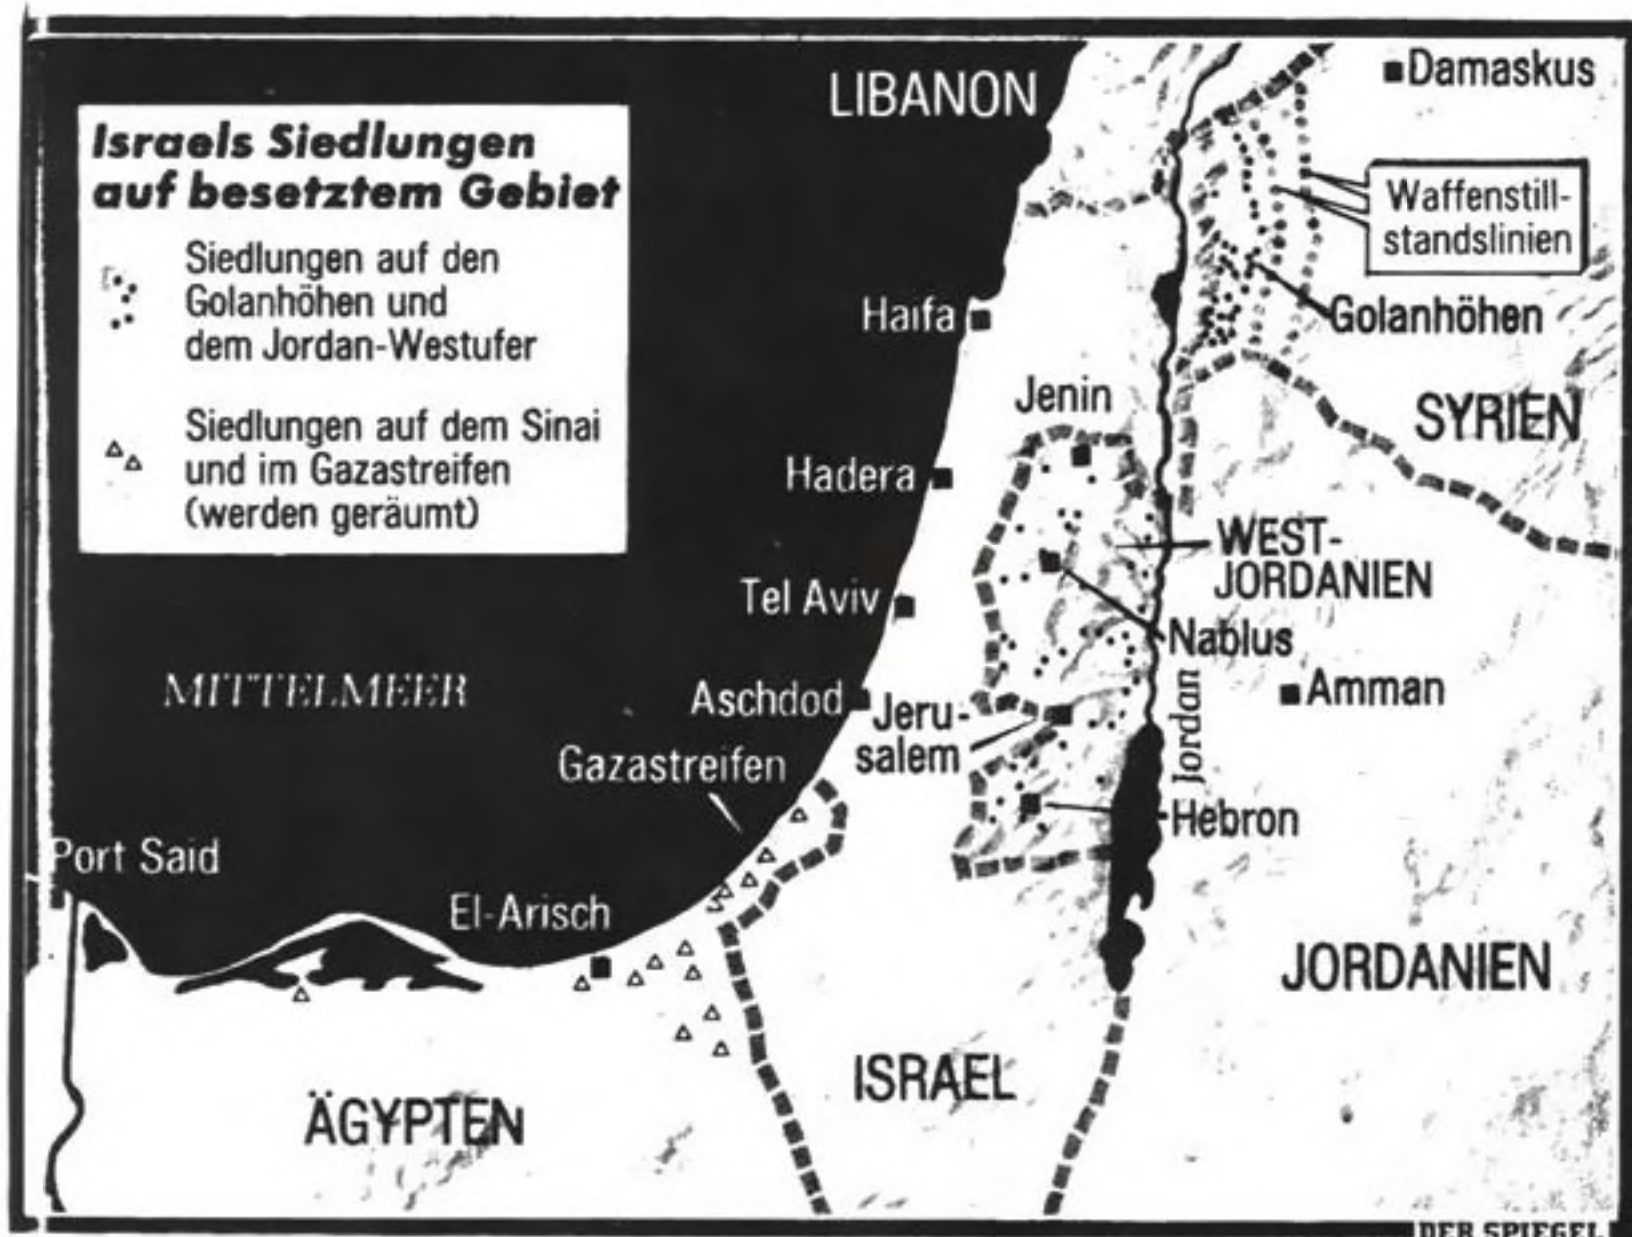 Israels Siedlungen
auf besetztem Gebiet
Siedlungen auf den
Golanhöhen und
dem Jordan-Westufer
Siedlungen auf dem Sinai
und im Gazastreifen
(werden geräumt)
LIBANON
Damaskus
Waffenstill-
standslinien
Golanhöhen
Haifa
SYRIEN
Jenin
Hadera
WEST-
JORDANIEN
Tel Aviv
Nablus
MITTELMEER
Amman
Aschdod
Jeru-
salem
Jordan
Gazastreifen
Hebron
Port Said
El-Arisch
JORDANIEN
ISRAEL
ÄGYPTEN
DER SPIEGEL